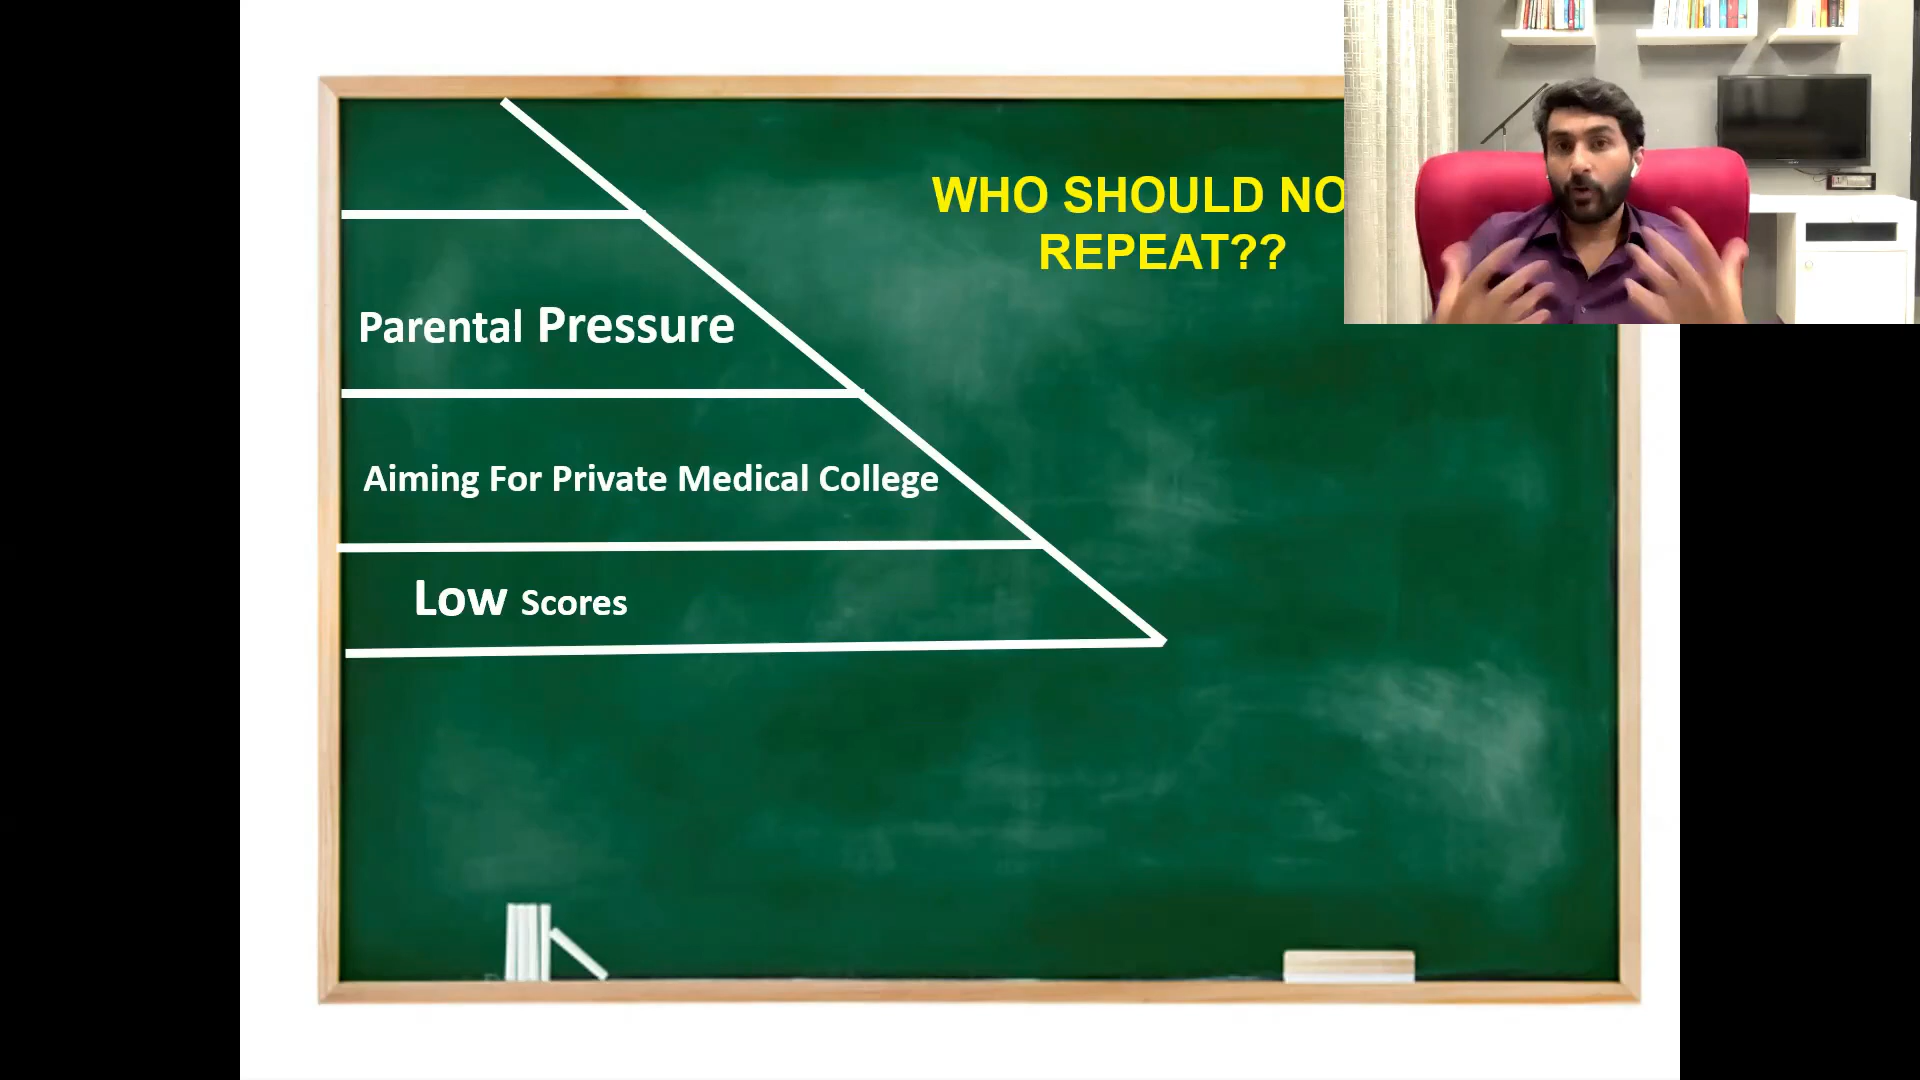 WHO SHOULD NO
REPEAT??
Parental Pressure
Aiming For Private Medical College
Low Scores